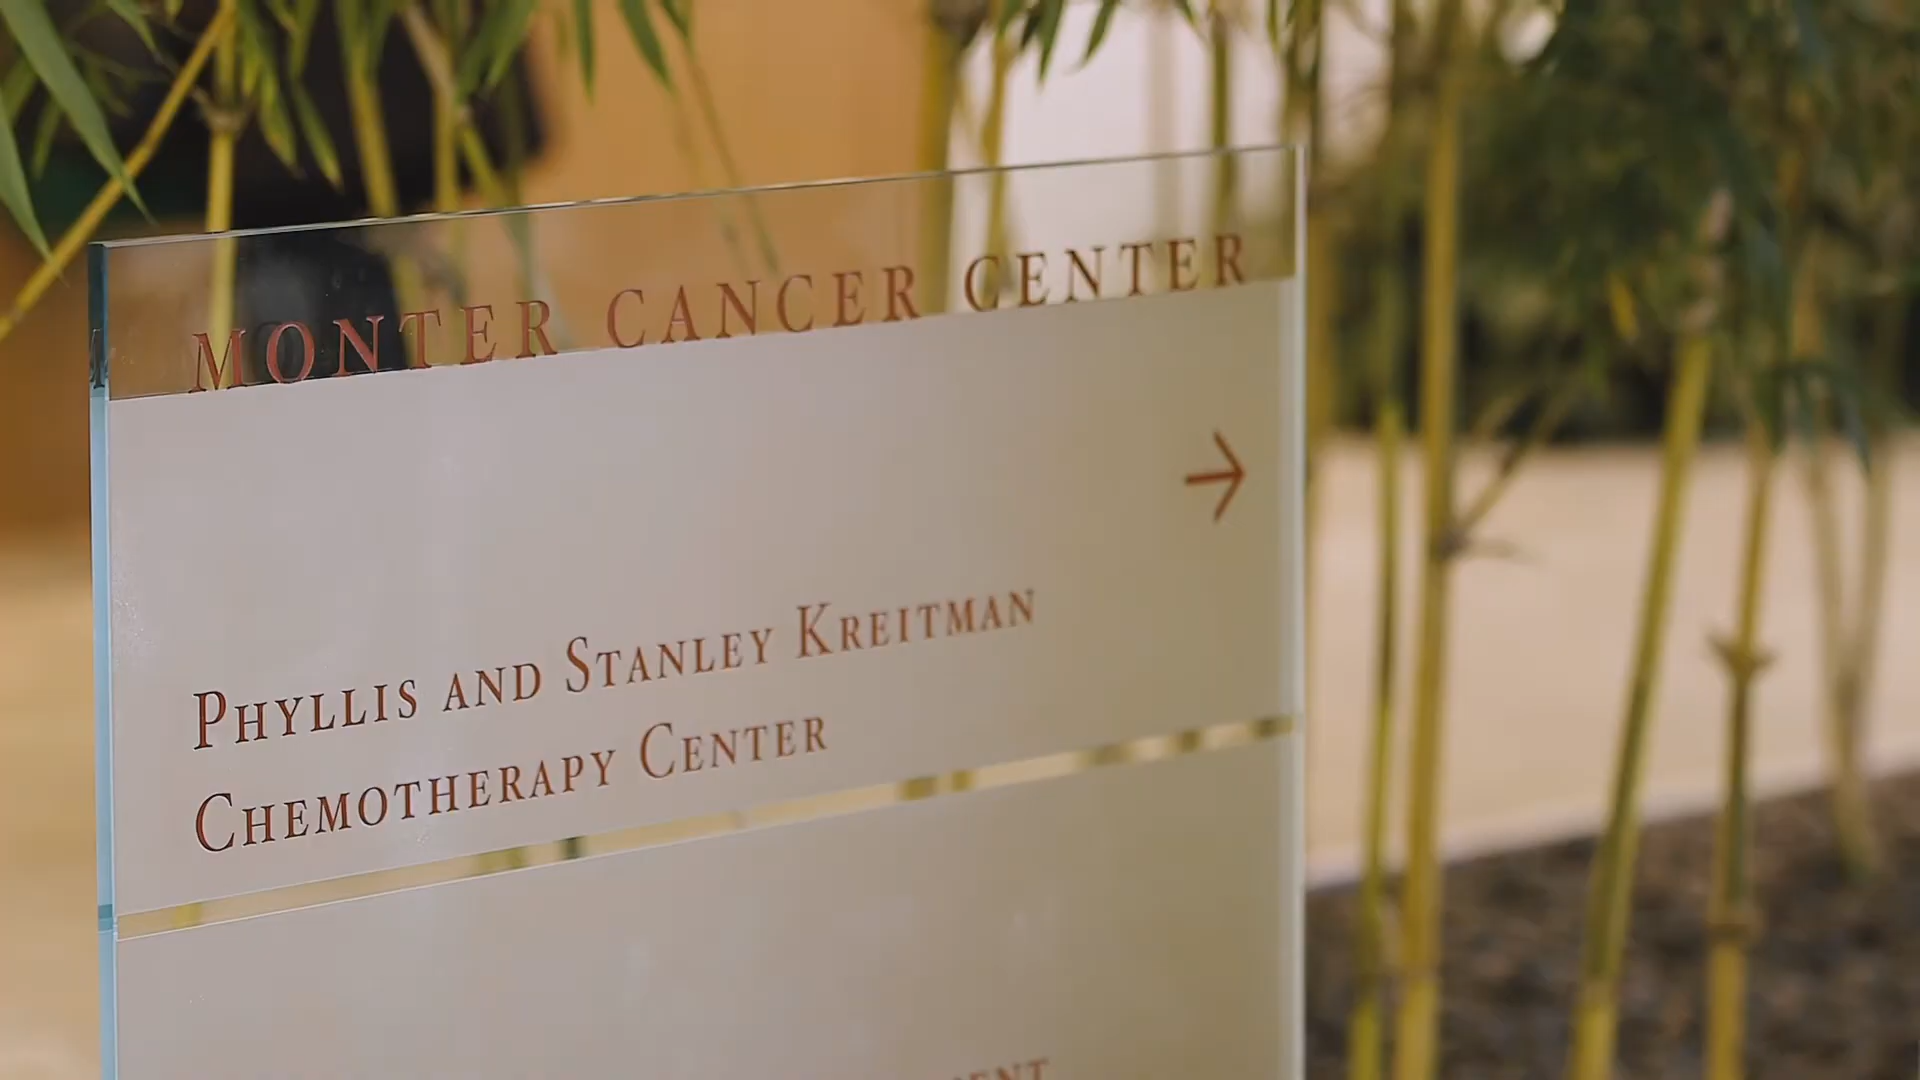 MONTER CANCER CENTER
→
PHYLLIS AND STANLEY KREITMAN
CHEMOTHERAPY CENTER